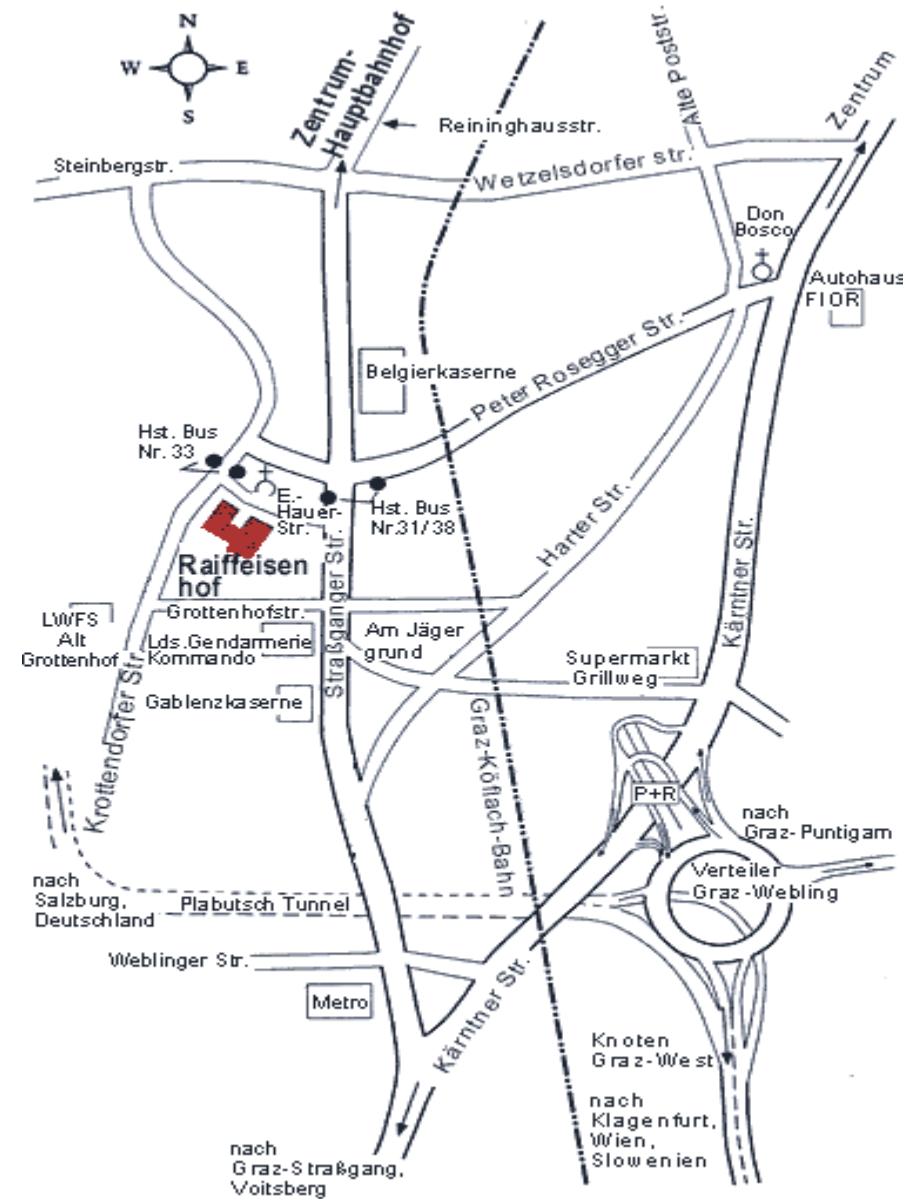 N
W
E
S
Zentrum-
Hauptbahnhof
Reininghausstr.
Alte Poststr.
Zentrum
Steinbergstr.
Wetzelsdorfer str.
Don
Bosco
Autohaus
FIOR
Belgierkaserne
Peter Rosegger Str.
Hst. Bus
Nr. 33
E.-
Hauer-
Str.
Hst. Bus
Nr.31/38
Harter Str.
Kärntner Str.
Raiffeisen
hof
Straßganger Str.
Grottenhofstr.
LWFS
Alt
Grottenhof
Lds.Gendarmerie
Kommando
Am Jäger
grund
Supermarkt
Grillweg
Gablenzkaserne
Krottendorfer Str.
Graz-Köflach-Bahn
P+R
nach
Graz-Puntigam
Verteiler
Graz-Webling
nach
Salzburg,
Deutschland
Plabutsch Tunnel
Weblinger Str.
Metro
Kärntner Str.
Knoten
Graz-West
nach
Klagenfurt,
Wien,
Slowenien
nach
Graz-Straßgang,
Voitsberg